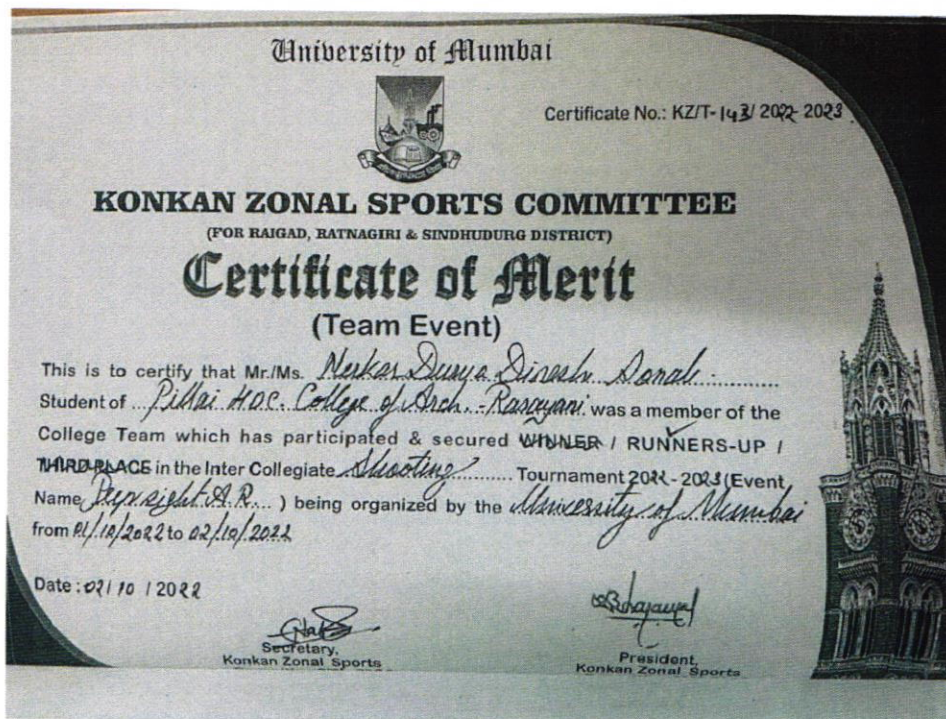 University of Mumbai
Certificate No.: KZ/T-143/2022-2023
KONKAN ZONAL SPORTS COMMITTEE
(FOR RAIGAD, RATNAGIRI & SINDHUDURG DISTRICT)
Certificate of Merit
(Team Event)
This is to certify that Mr./Ms. Nerkar Durya Dinesh Sonali
Student of Pillai HOC. College of Arch. - Rasayani was a member of the
College Team which has participated & secured WINNER / RUNNERS-UP /
THIRD PLACE in the Inter Collegiate Shooting Tournament 2022-2023 (Event
Name Peepsight A.R. ) being organized by the University of Mumbai
from 01/10/2022 to 02/10/2022
Date : 02/10/2022
Secretary,
Konkan Zonal Sports
President,
Konkan Zonal Sports